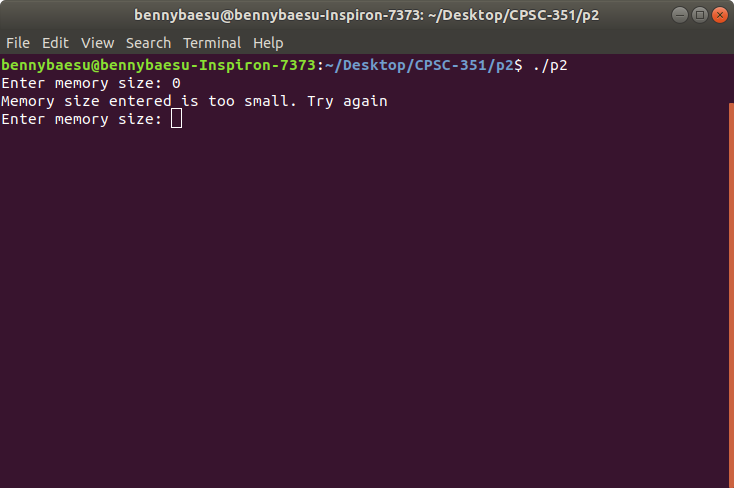 bennybaesu@bennybaesu-Inspiron-7373: ~/Desktop/CPSC-351/p2
File Edit View Search Terminal Help
bennybaesu@bennybaesu-Inspiron-7373:~/Desktop/CPSC-351/p2$ ./p2
Enter memory size: 0
Memory size entered is too small. Try again
Enter memory size: